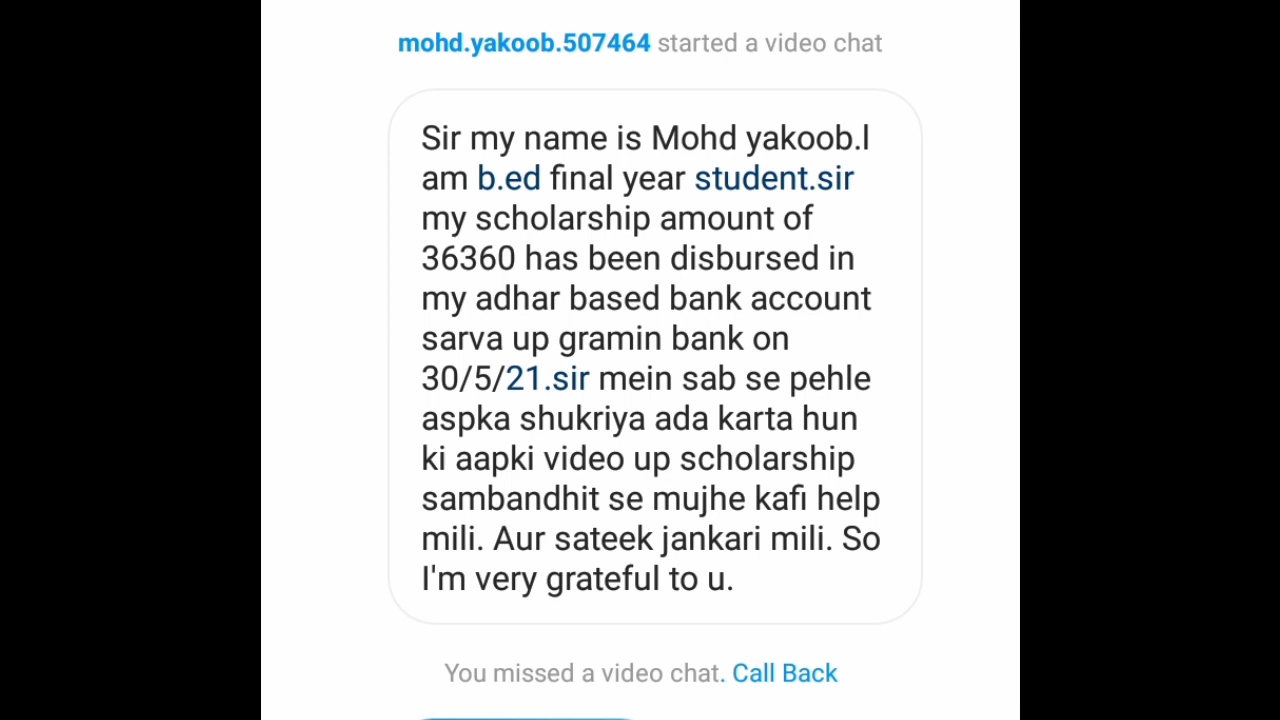 mohd.yakoob.507464 started a video chat
Sir my name is Mohd yakoob.I
am b.ed final year student.sir
my scholarship amount of
36360 has been disbursed in
my adhar based bank account
sarva up gramin bank on
30/5/21.sir mein sab se pehle
aspka shukriya ada karta hun
ki aapki video up scholarship
sambandhit se mujhe kafi help
mili. Aur sateek jankari mili. So
I'm very grateful to u.
You missed a video chat. Call Back